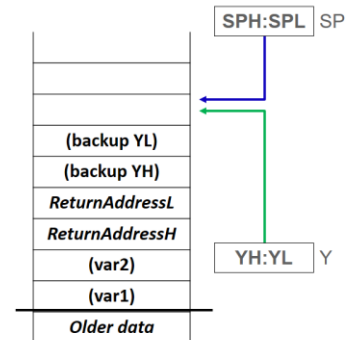 SPH:SPL SP
(backup YL)
(backup YH)
ReturnAddressL
ReturnAddressH
(var2)
YH:YL Y
(var1)
Older data